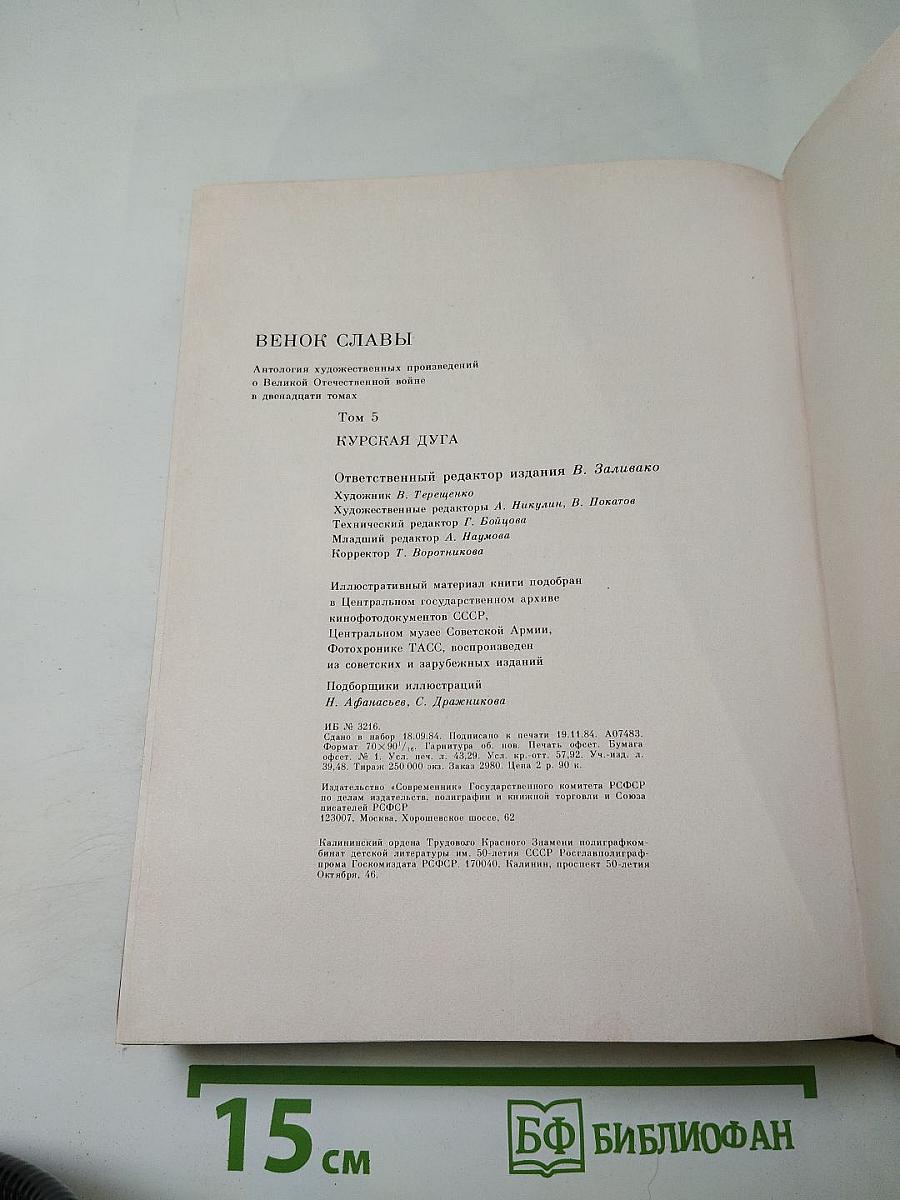 ВЕНОК СЛАВЫ
Антология художественных произведений
о Великой Отечественной войне
в двенадцати томах
Том 5
КУРСКАЯ ДУГА
Ответственный редактор издания В. Заливако
Художник В. Терещенко
Художественные редакторы А. Никулин, В. Покатов
Технический редактор Г. Бойцова
Младший редактор А. Наумова
Корректор Т. Воротникова
Иллюстративный материал книги подобран
в Центральном государственном архиве
кинофотодокументов СССР,
Центральном музее Советской Армии,
Фотохронике ТАСС, воспроизведен
из советских и зарубежных изданий
Подборщики иллюстраций
Н. Афанасьев, С. Дражникова
ИБ № 3216.
Сдано в набор 18.09.84. Подписано к печати 19.11.84. А07483.
Формат 70×90¹/₁₆. Гарнитура об. нов. Печать офсет. Бумага
офсет. № 1. Усл. печ. л. 43,29. Усл. кр.-отт. 57,92. Уч.-изд. л.
39,48. Тираж 250 000 экз. Заказ 2980. Цена 2 р. 90 к.
Издательство «Современник» Государственного комитета РСФСР
по делам издательств, полиграфии и книжной торговли и Союза
писателей РСФСР
123007, Москва, Хорошевское шоссе, 62
Калининский ордена Трудового Красного Знамени полиграфком-
бинат детской литературы им. 50-летия СССР Росглавполиграф-
прома Госкомиздата РСФСР. 170040, Калинин, проспект 50-летия
Октября, 46.
15 см
БФ БИБЛИОФАН